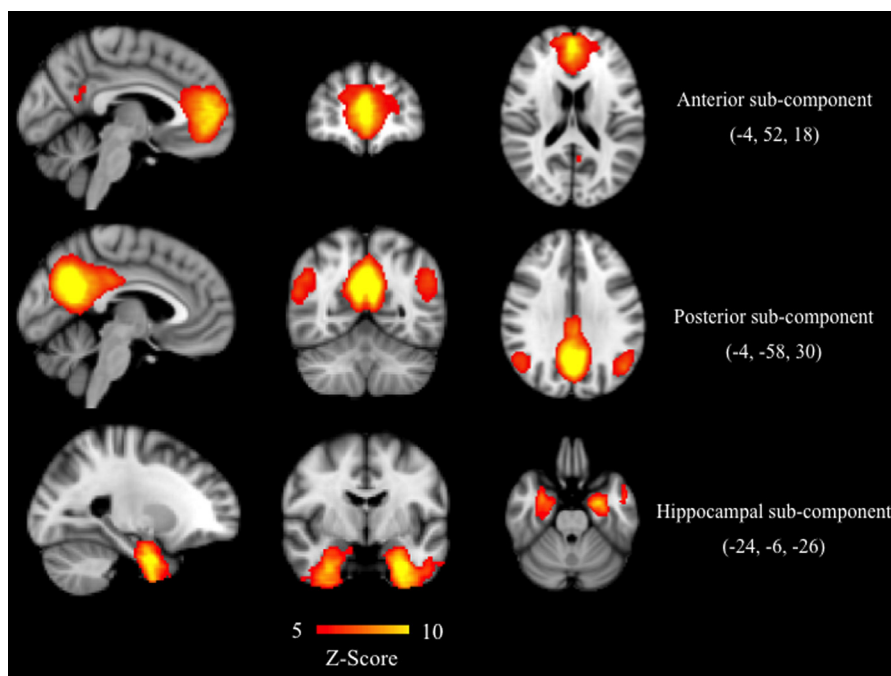 Anterior sub-component
(-4, 52, 18)
Posterior sub-component
(-4, -58, 30)
Hippocampal sub-component
(-24, -6, -26)
5 10
Z-Score